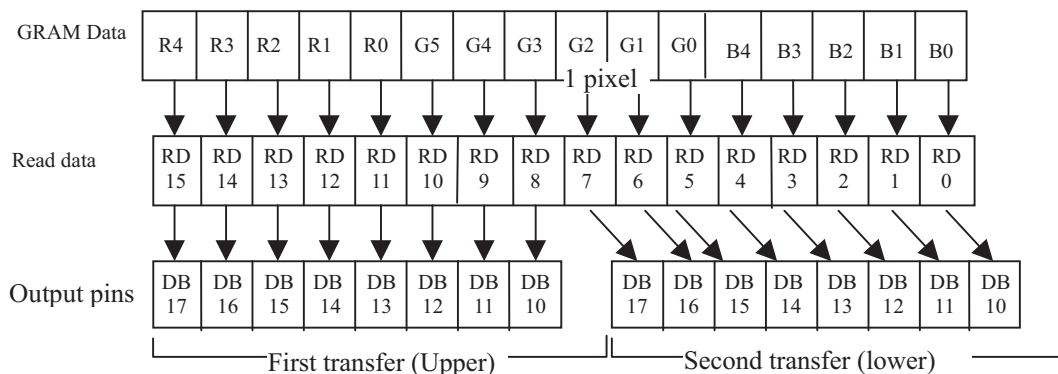 GRAM Data R4 R3 R2 R1 R0 G5 G4 G3 G2 G1 G0 B4 B3 B2 B1 B0
1 pixel
Read data RD 15 RD 14 RD 13 RD 12 RD 11 RD 10 RD 9 RD 8 RD 7 RD 6 RD 5 RD 4 RD 3 RD 2 RD 1 RD 0
Output pins DB 17 DB 16 DB 15 DB 14 DB 13 DB 12 DB 11 DB 10 DB 17 DB 16 DB 15 DB 14 DB 13 DB 12 DB 11 DB 10
First transfer (Upper) Second transfer (lower)